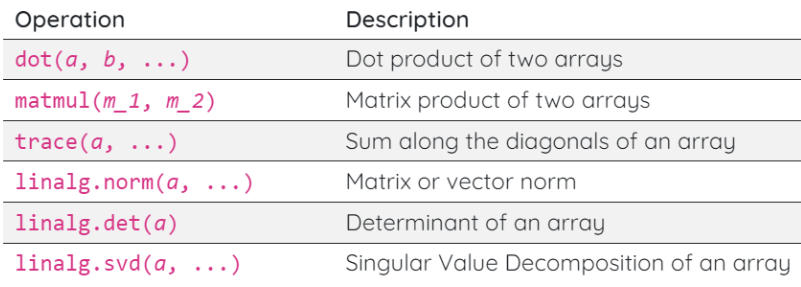 Operation Description
dot(a, b, ...) Dot product of two arrays
matmul(m_1, m_2) Matrix product of two arrays
trace(a, ...) Sum along the diagonals of an array
linalg.norm(a, ...) Matrix or vector norm
linalg.det(a) Determinant of an array
linalg.svd(a, ...) Singular Value Decomposition of an array